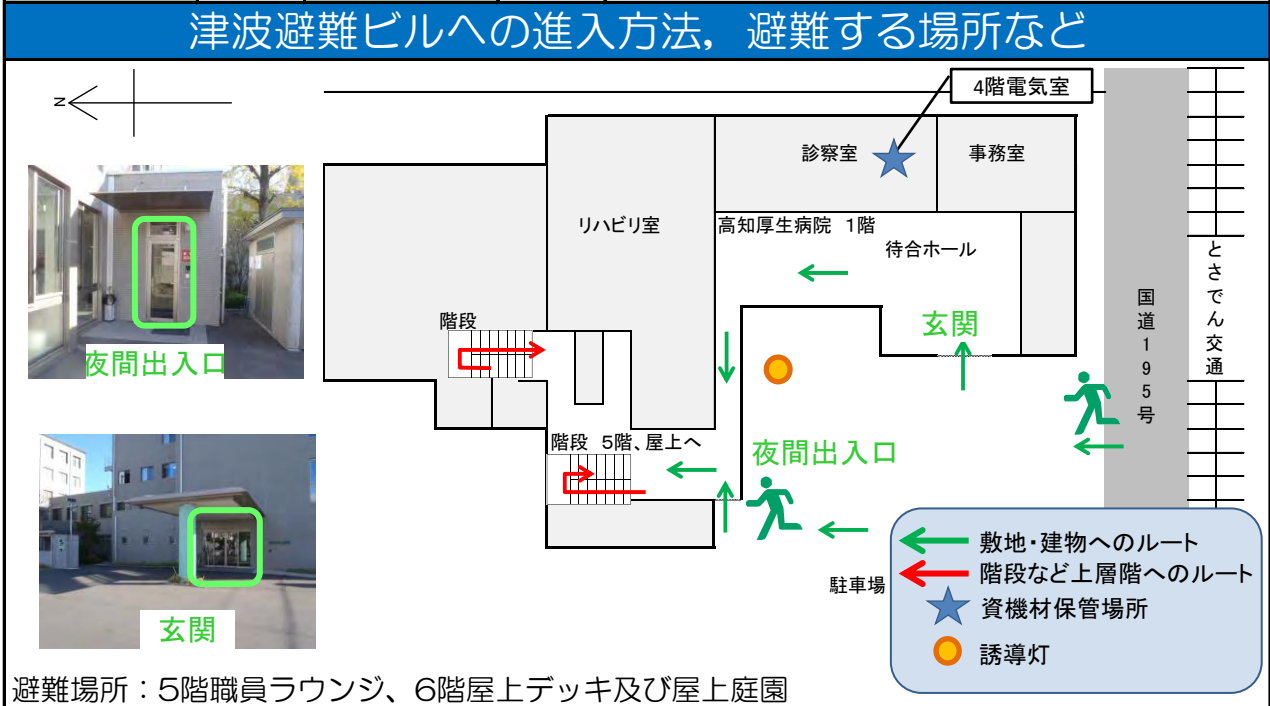 津波避難ビルへの進入方法，避難する場所など
N
4階電気室
診察室
事務室
リハビリ室
高知厚生病院 1階
待合ホール
とさでん交通
国道195号
階段
玄関
夜間出入口
階段 5階、屋上へ
夜間出入口
駐車場
玄関
敷地・建物へのルート
階段など上層階へのルート
資機材保管場所
誘導灯
避難場所：5階職員ラウンジ、6階屋上デッキ及び屋上庭園